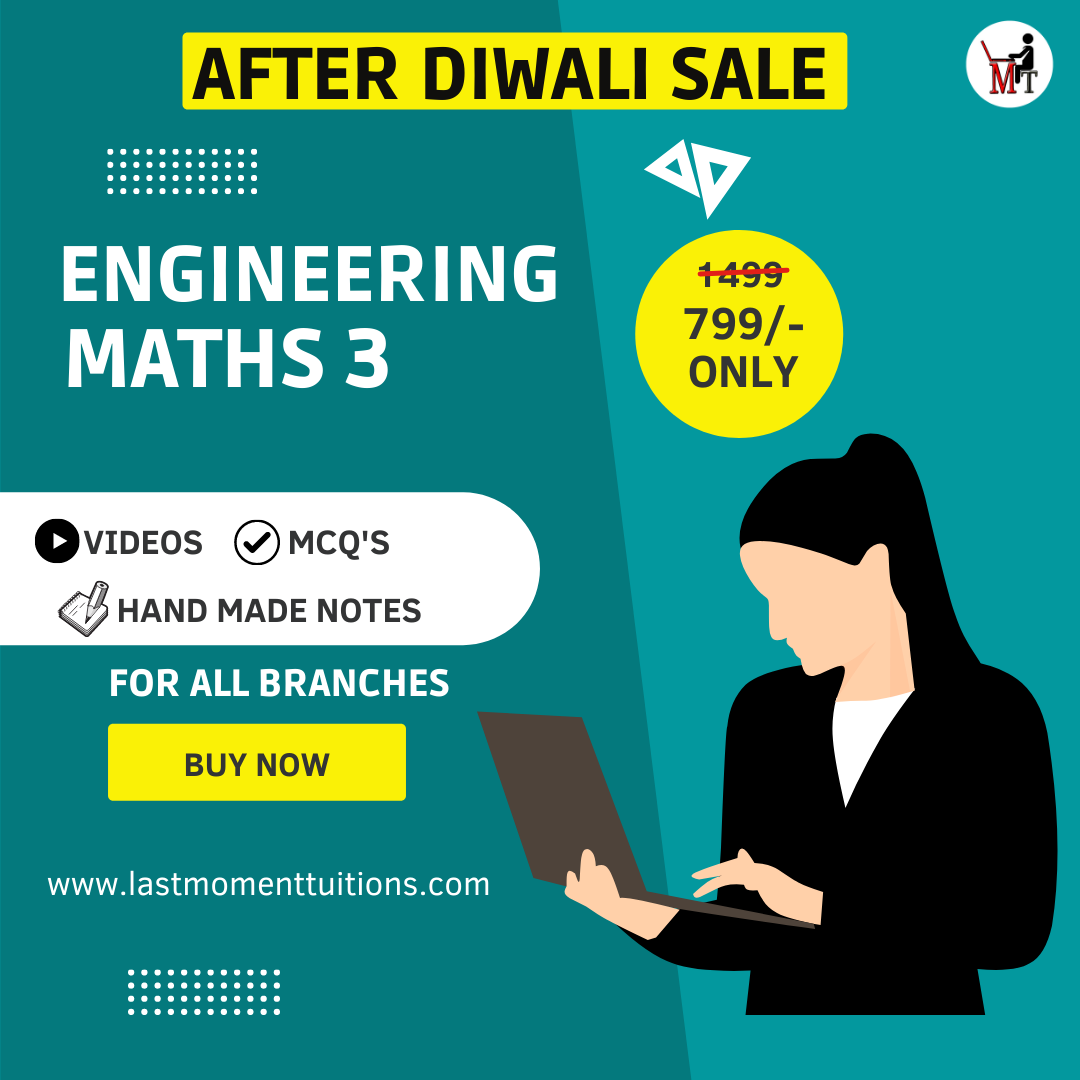 AFTER DIWALI SALE
MT
ENGINEERING
MATHS 3
1499
799/-
ONLY
VIDEOS MCQ'S
HAND MADE NOTES
FOR ALL BRANCHES
BUY NOW
www.lastmomenttuitions.com